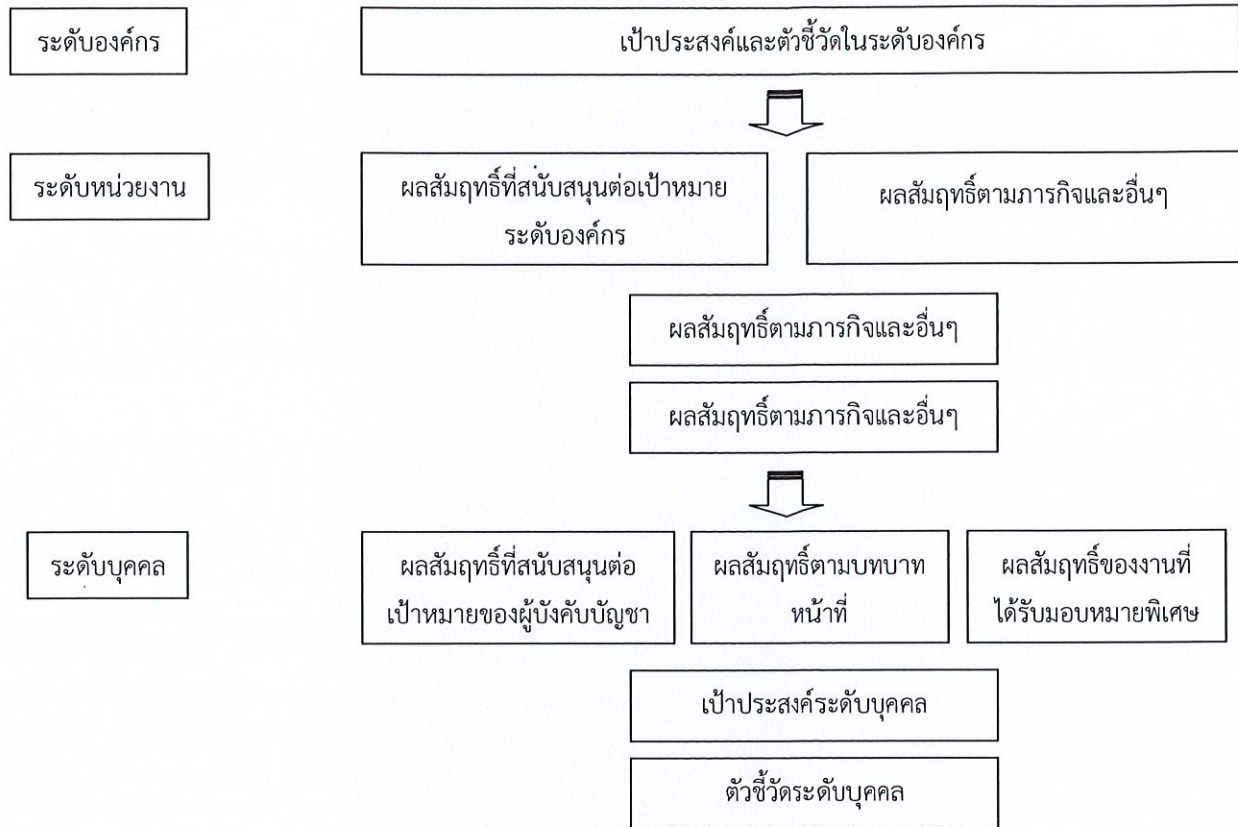 ระดับองค์กร
เป้าประสงค์และตัวชี้วัดในระดับองค์กร
ระดับหน่วยงาน
ผลสัมฤทธิ์ที่สนับสนุนต่อเป้าหมาย
ระดับองค์กร
ผลสัมฤทธิ์ตามภารกิจและอื่นๆ
ผลสัมฤทธิ์ตามภารกิจและอื่นๆ
ผลสัมฤทธิ์ตามภารกิจและอื่นๆ
ระดับบุคคล
ผลสัมฤทธิ์ที่สนับสนุนต่อ
เป้าหมายของผู้บังคับบัญชา
ผลสัมฤทธิ์ตามบทบาท
หน้าที่
ผลสัมฤทธิ์ของงานที่
ได้รับมอบหมายพิเศษ
เป้าประสงค์ระดับบุคคล
ตัวชี้วัดระดับบุคคล